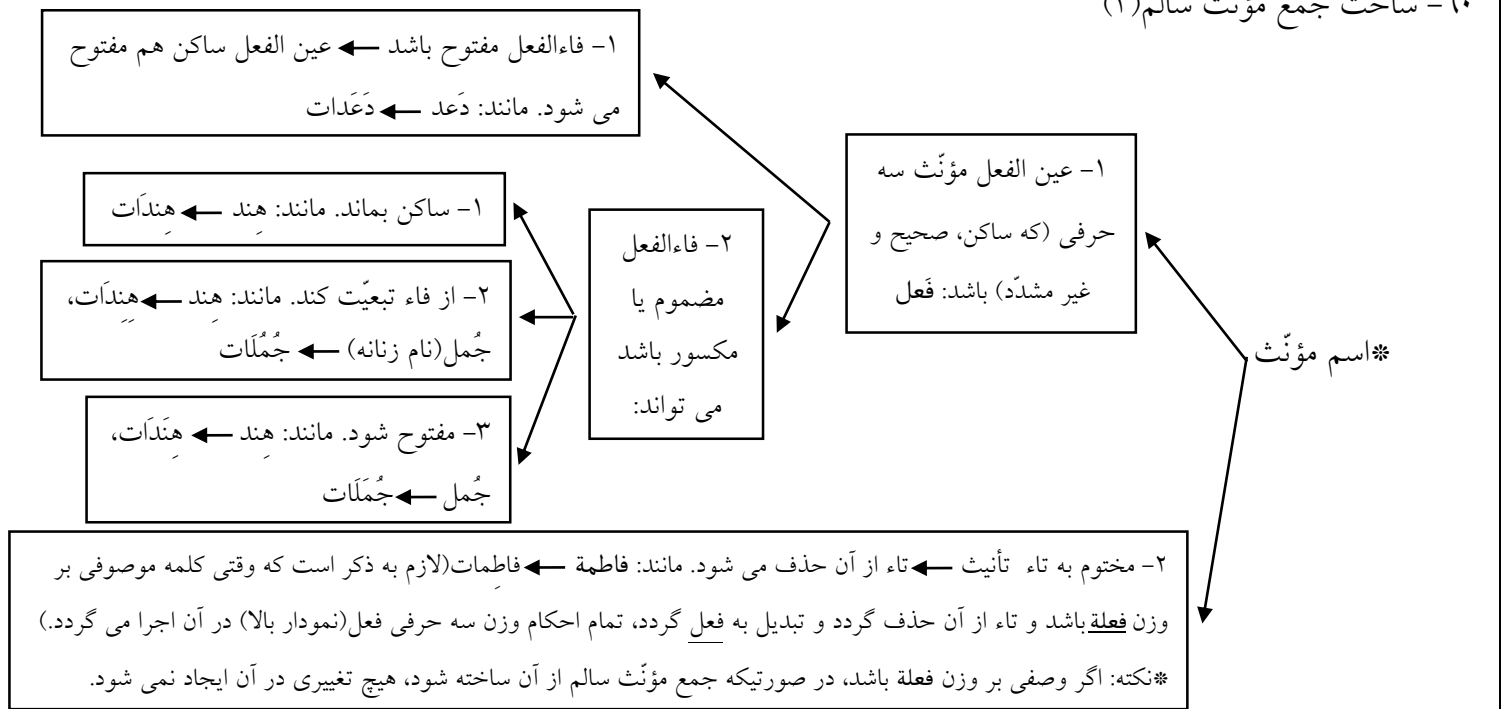 ۱۰- ساخت جمع مؤنّث سالم(۲)
*اسم مؤنّث
۱- عین الفعل مؤنّث سه
حرفی (که ساکن، صحیح و
غیر مشدّد) باشد: فَعل
۱- فاءالفعل مفتوح باشد ← عین الفعل ساکن هم مفتوح
می شود. مانند: دَعد ← دَعَدات
۲- فاءالفعل
مضموم یا
مکسور باشد
می تواند:
۱- ساکن بماند. مانند: هِند ← هِندَات
۲- از فاء تبعیّت کند. مانند: هِند ← هِنِدَات،
جُمل(نام زنانه) ← جُمُلَات
۳- مفتوح شود. مانند: هِند ← هِنَدَات،
جُمل ← جُمَلَات
۲- مختوم به تاء تأنیث ← تاء از آن حذف می شود. مانند: فاطمة ← فاطِمات(لازم به ذکر است که وقتی کلمه موصوفی بر
وزن فعلة باشد و تاء از آن حذف گردد و تبدیل به فعل گردد، تمام احکام وزن سه حرفی فعل(نمودار بالا) در آن اجرا می گردد.)
*نکته: اگر وصفی بر وزن فعلة باشد، در صورتیکه جمع مؤنّث سالم از آن ساخته شود، هیچ تغییری در آن ایجاد نمی شود.